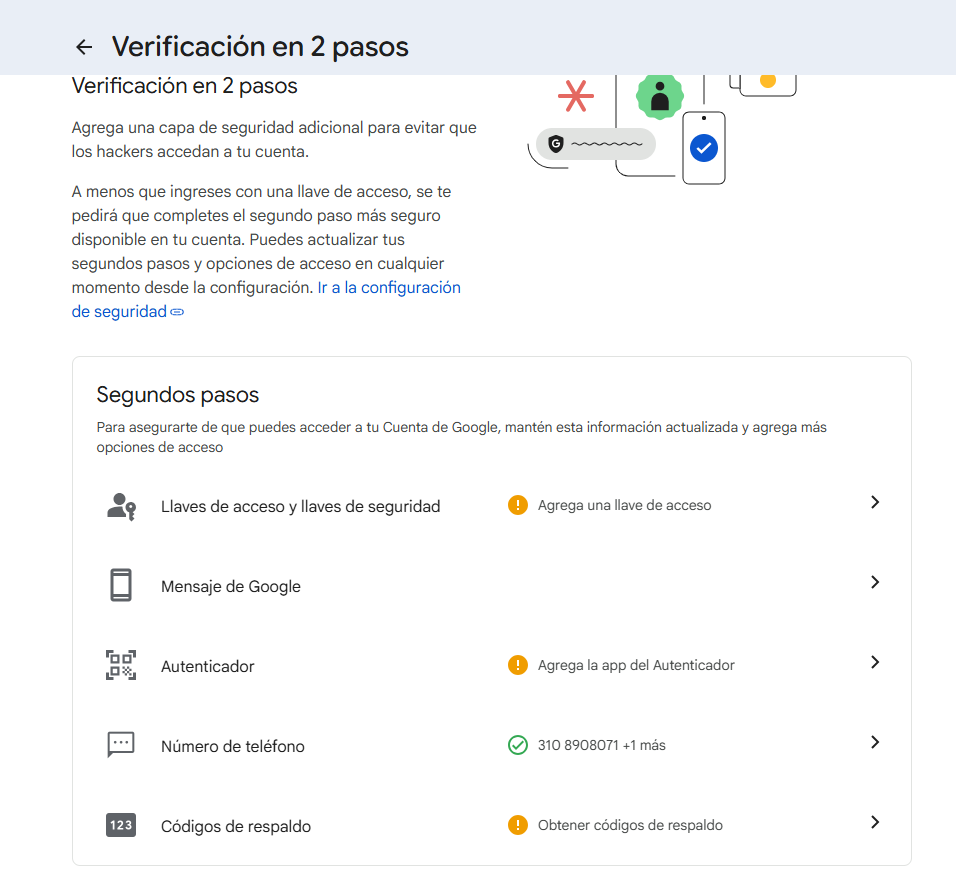 Verificación en 2 pasos
Verificación en 2 pasos
Agrega una capa de seguridad adicional para evitar que
los hackers accedan a tu cuenta.
A menos que ingreses con una llave de acceso, se te
pedirá que completes el segundo paso más seguro
disponible en tu cuenta. Puedes actualizar tus
segundos pasos y opciones de acceso en cualquier
momento desde la configuración. Ir a la configuración
de seguridad
G
Segundos pasos
Para asegurarte de que puedes acceder a tu Cuenta de Google, mantén esta información actualizada y agrega más
opciones de acceso
Llaves de acceso y llaves de seguridad
Agrega una llave de acceso
Mensaje de Google
Autenticador
Agrega la app del Autenticador
Número de teléfono
310 8908071 +1 más
123
Códigos de respaldo
Obtener códigos de respaldo